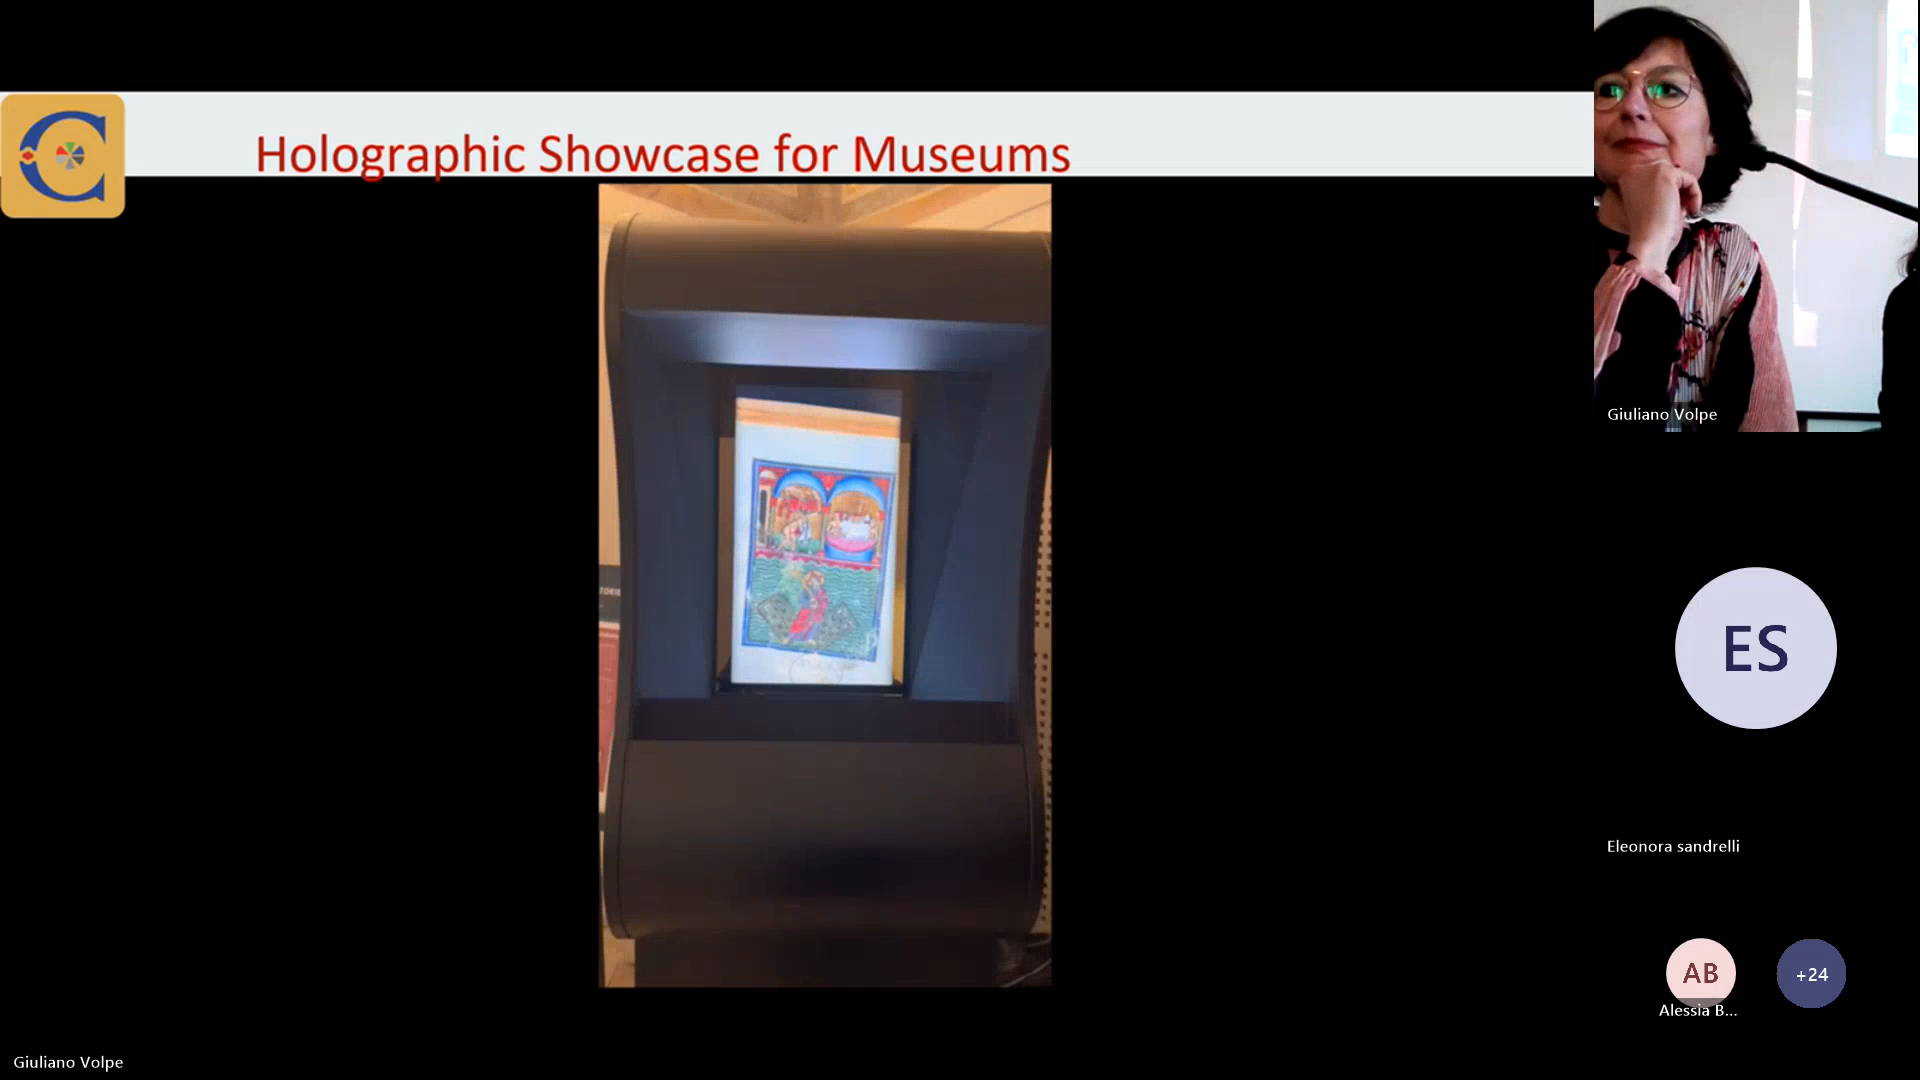 Holographic Showcase for Museums
Giuliano Volpe
ES
Eleonora sandrelli
AB
+24
Alessia B...
Giuliano Volpe